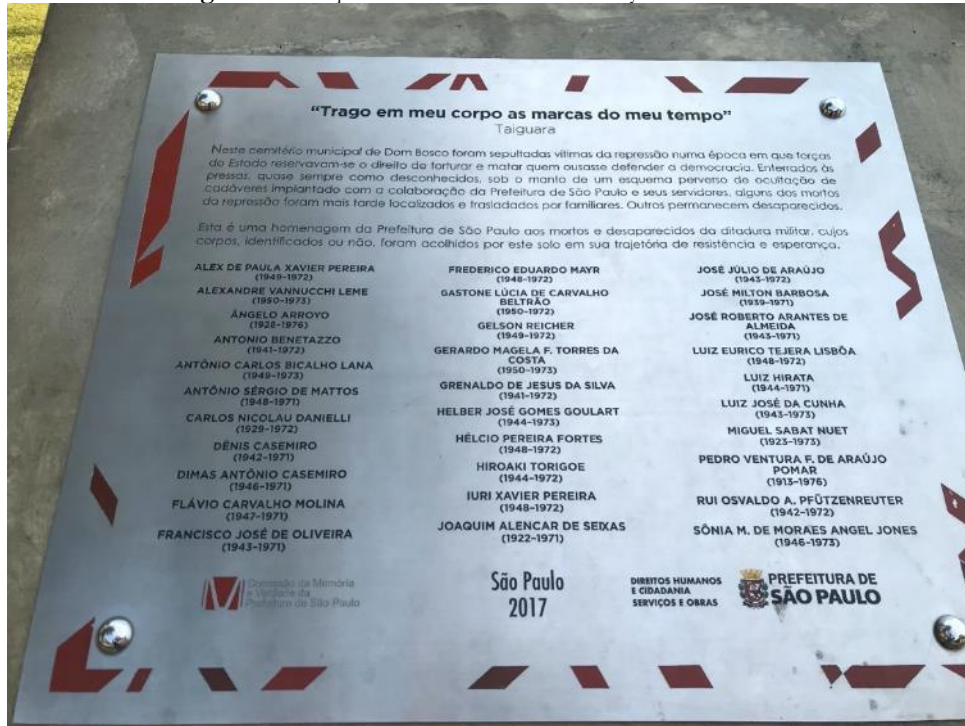 "Trago em meu corpo as marcas do meu tempo"
Taiguara
Neste cemitério municipal de Dom Bosco foram sepultadas vítimas da repressão numa época em que forças
do Estado reservavam-se o direito de torturar e matar quem ousasse defender a democracia. Enterrados às
pressas, quase sempre como desconhecidos, sob o manto de um esquema perverso de ocultação de
cadáveres implantado com a colaboração da Prefeitura de São Paulo e seus servidores, alguns dos mortos
da repressão foram mais tarde localizados e trasladados por familiares. Outros permanecem desaparecidos.
Esta é uma homenagem da Prefeitura de São Paulo aos mortos e desaparecidos da ditadura militar, cujos
corpos, identificados ou não, foram acolhidos por este solo em sua trajetória de resistência e esperança.
ALEX DE PAULA XAVIER PEREIRA
(1949-1972)
ALEXANDRE VANNUCCHI LEME
(1950-1973)
ÂNGELO ARROYO
(1928-1976)
ANTONIO BENETAZZO
(1941-1972)
ANTÔNIO CARLOS BICALHO LANA
(1949-1973)
ANTÔNIO SÉRGIO DE MATTOS
(1948-1971)
CARLOS NICOLAU DANIELLI
(1929-1972)
DÊNIS CASEMIRO
(1942-1971)
DIMAS ANTÔNIO CASEMIRO
(1946-1971)
FLÁVIO CARVALHO MOLINA
(1947-1971)
FRANCISCO JOSÉ DE OLIVEIRA
(1943-1971)
FREDERICO EDUARDO MAYR
(1948-1972)
GASTONE LÚCIA DE CARVALHO
BELTRÃO
(1950-1972)
GELSON REICHER
(1949-1972)
GERARDO MAGELA F. TORRES DA
COSTA
(1950-1973)
GRENALDO DE JESUS DA SILVA
(1941-1972)
HELBER JOSÉ GOMES GOULART
(1944-1973)
HÉLCIO PEREIRA FORTES
(1948-1972)
HIROAKI TORIGOE
(1944-1972)
IURI XAVIER PEREIRA
(1948-1972)
JOAQUIM ALENCAR DE SEIXAS
(1922-1971)
JOSÉ JÚLIO DE ARAÚJO
(1943-1972)
JOSÉ MILTON BARBOSA
(1939-1971)
JOSÉ ROBERTO ARANTES DE
ALMEIDA
(1943-1971)
LUIZ EURICO TEJERA LISBÔA
(1948-1972)
LUIZ HIRATA
(1944-1971)
LUIZ JOSÉ DA CUNHA
(1943-1973)
MIGUEL SABAT NUET
(1923-1973)
PEDRO VENTURA F. DE ARAÚJO
POMAR
(1913-1976)
RUI OSVALDO A. PFÜTZENREUTER
(1942-1972)
SÔNIA M. DE MORAES ANGEL JONES
(1946-1973)
Comissão da Memória
e Verdade da
Prefeitura de São Paulo
São Paulo
2017
DIREITOS HUMANOS
E CIDADANIA
SERVIÇOS E OBRAS
PREFEITURA DE
SÃO PAULO